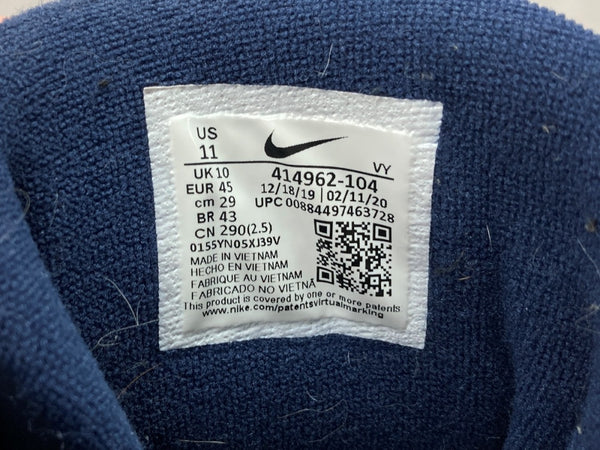 US
11
VY
UK 10
414962-104
EUR 45
12/18/19 | 02/11/20
cm 29
UPC 00884497463728
BR 43
CN 290(2.5)
0155YN05XJ39V
MADE IN VIETNAM
HECHO EN VIETNAM
FABRIQUE AU VIETNAM
FABRICADO NO VIETNÃ
This product is covered by one or more patents
www.nike.com/patentsvirtualmarking